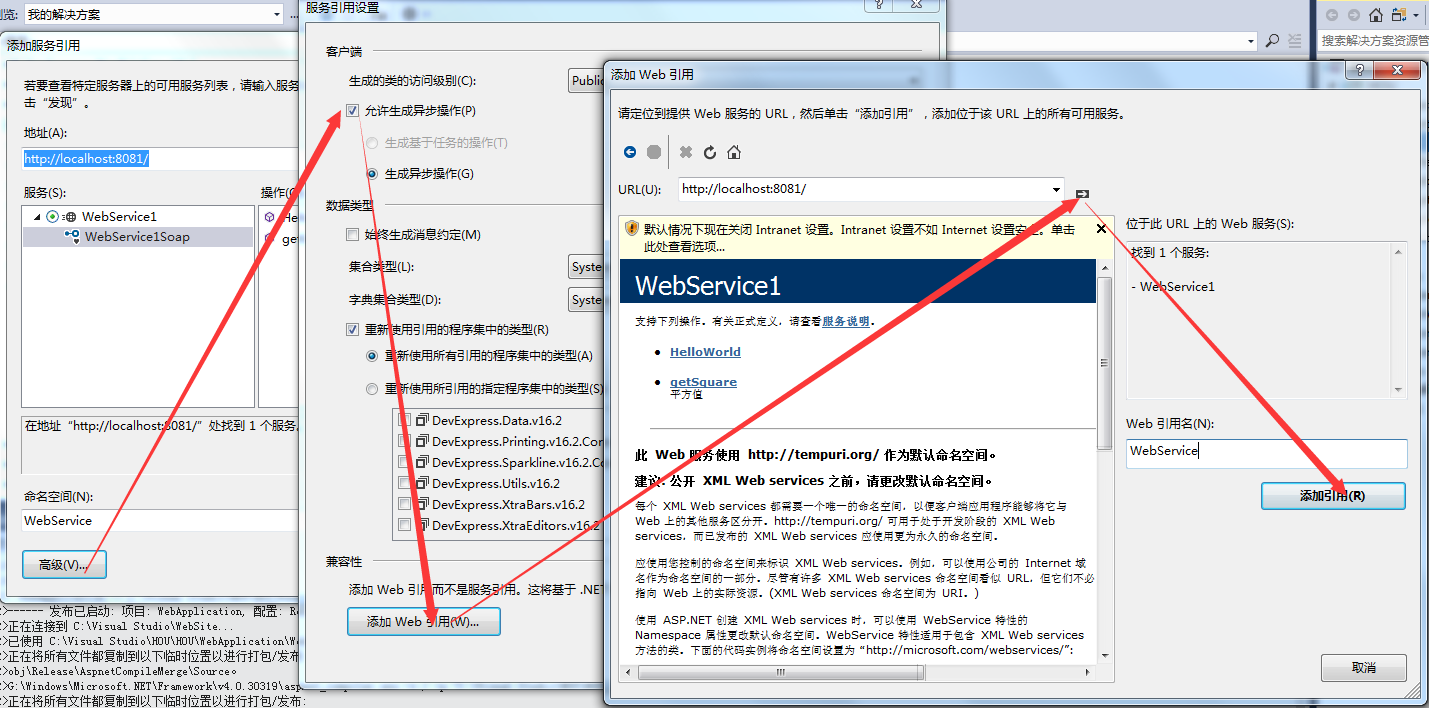 浏览: 我的解决方案
添加服务引用
若要查看特定服务器上的可用服务列表，请输入服务
击“发现”。
地址(A):
http://localhost:8081/
服务(S):
操作(O
WebService1
WebService1Soap
He
get
在地址“http://localhost:8081/”处找到 1 个服务。
命名空间(N):
WebService
高级(V)...
>------ 发布已启动: 项目: WebApplication, 配置: Re
>正在连接到 C:\Visual Studio\WebSite...
>已使用 C:\Visual Studio\HOU\HOU\WebApplication\We
>正在将所有文件都复制到以下临时位置以进行打包/发布
>obj\Release\AspnetCompileMerge\Source。
>G:\Windows\Microsoft.NET\Framework\v4.0.30319\asp
>正在将所有文件都复制到以下临时位置以进行打包/发布:
服务引用设置
客户端
生成的类的访问级别(C):
Public
允许生成异步操作(P)
生成基于任务的操作(T)
生成异步操作(G)
数据类型
始终生成消息约定(M)
集合类型(L):
Syste
字典集合类型(D):
Syste
重新使用引用的程序集中的类型(R)
重新使用所有引用的程序集中的类型(A)
重新使用所引用的指定程序集中的类型(S)
DevExpress.Data.v16.2
DevExpress.Printing.v16.2.Cor
DevExpress.Sparkline.v16.2.Co
DevExpress.Utils.v16.2
DevExpress.XtraBars.v16.2
DevExpress.XtraEditors.v16.2
兼容性
添加 Web 引用而不是服务引用。这将基于 .NET
添加 Web 引用(W)...
搜索解决方案资源管
添加 Web 引用
请定位到提供 Web 服务的 URL，然后单击“添加引用”，添加位于该 URL 上的所有可用服务。
URL(U):
http://localhost:8081/
默认情况下现在关闭 Intranet 设置。Intranet 设置不如 Internet 设置安全。单击
此处查看选项...
WebService1
支持下列操作。有关正式定义，请查看服务说明。
HelloWorld
getSquare
平方值
此 Web 服务使用 http://tempuri.org/ 作为默认命名空间。
建议: 公开 XML Web services 之前，请更改默认命名空间。
每个 XML Web services 都需要一个唯一的命名空间，以便客户端应用程序能够将它与
Web 上的其他服务区分开。http://tempuri.org/ 可用于处于开发阶段的 XML Web
services，而已发布的 XML Web services 应使用更为永久的命名空间。
应使用您控制的命名空间来标识 XML Web services。例如，可以使用公司的 Internet 域
名作为命名空间的一部分。尽管有许多 XML Web services 命名空间看似 URL，但它们不必
指向 Web 上的实际资源。(XML Web services 命名空间为 URI。)
使用 ASP.NET 创建 XML Web services 时，可以使用 WebService 特性的
Namespace 属性更改默认命名空间。WebService 特性适用于包含 XML Web services
方法的类。下面的代码实例将命名空间设置为“http://microsoft.com/webservices/”:
位于此 URL 上的 Web 服务(S):
找到 1 个服务:
- WebService1
Web 引用名(N):
WebService
添加引用(R)
取消